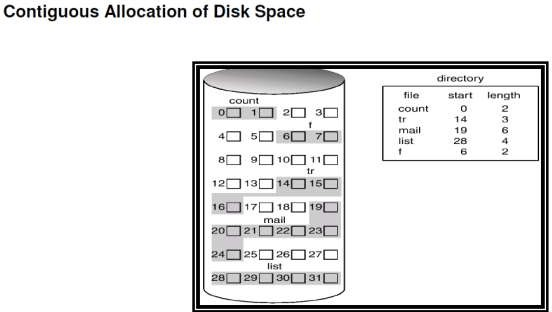 Contiguous Allocation of Disk Space
count
0 1 2 3
f
4 5 6 7
8 9 10 11
tr
12 13 14 15
16 17 18 19
mail
20 21 22 23
24 25 26 27
list
28 29 30 31
directory
file start length
count 0 2
tr 14 3
mail 19 6
list 28 4
f 6 2